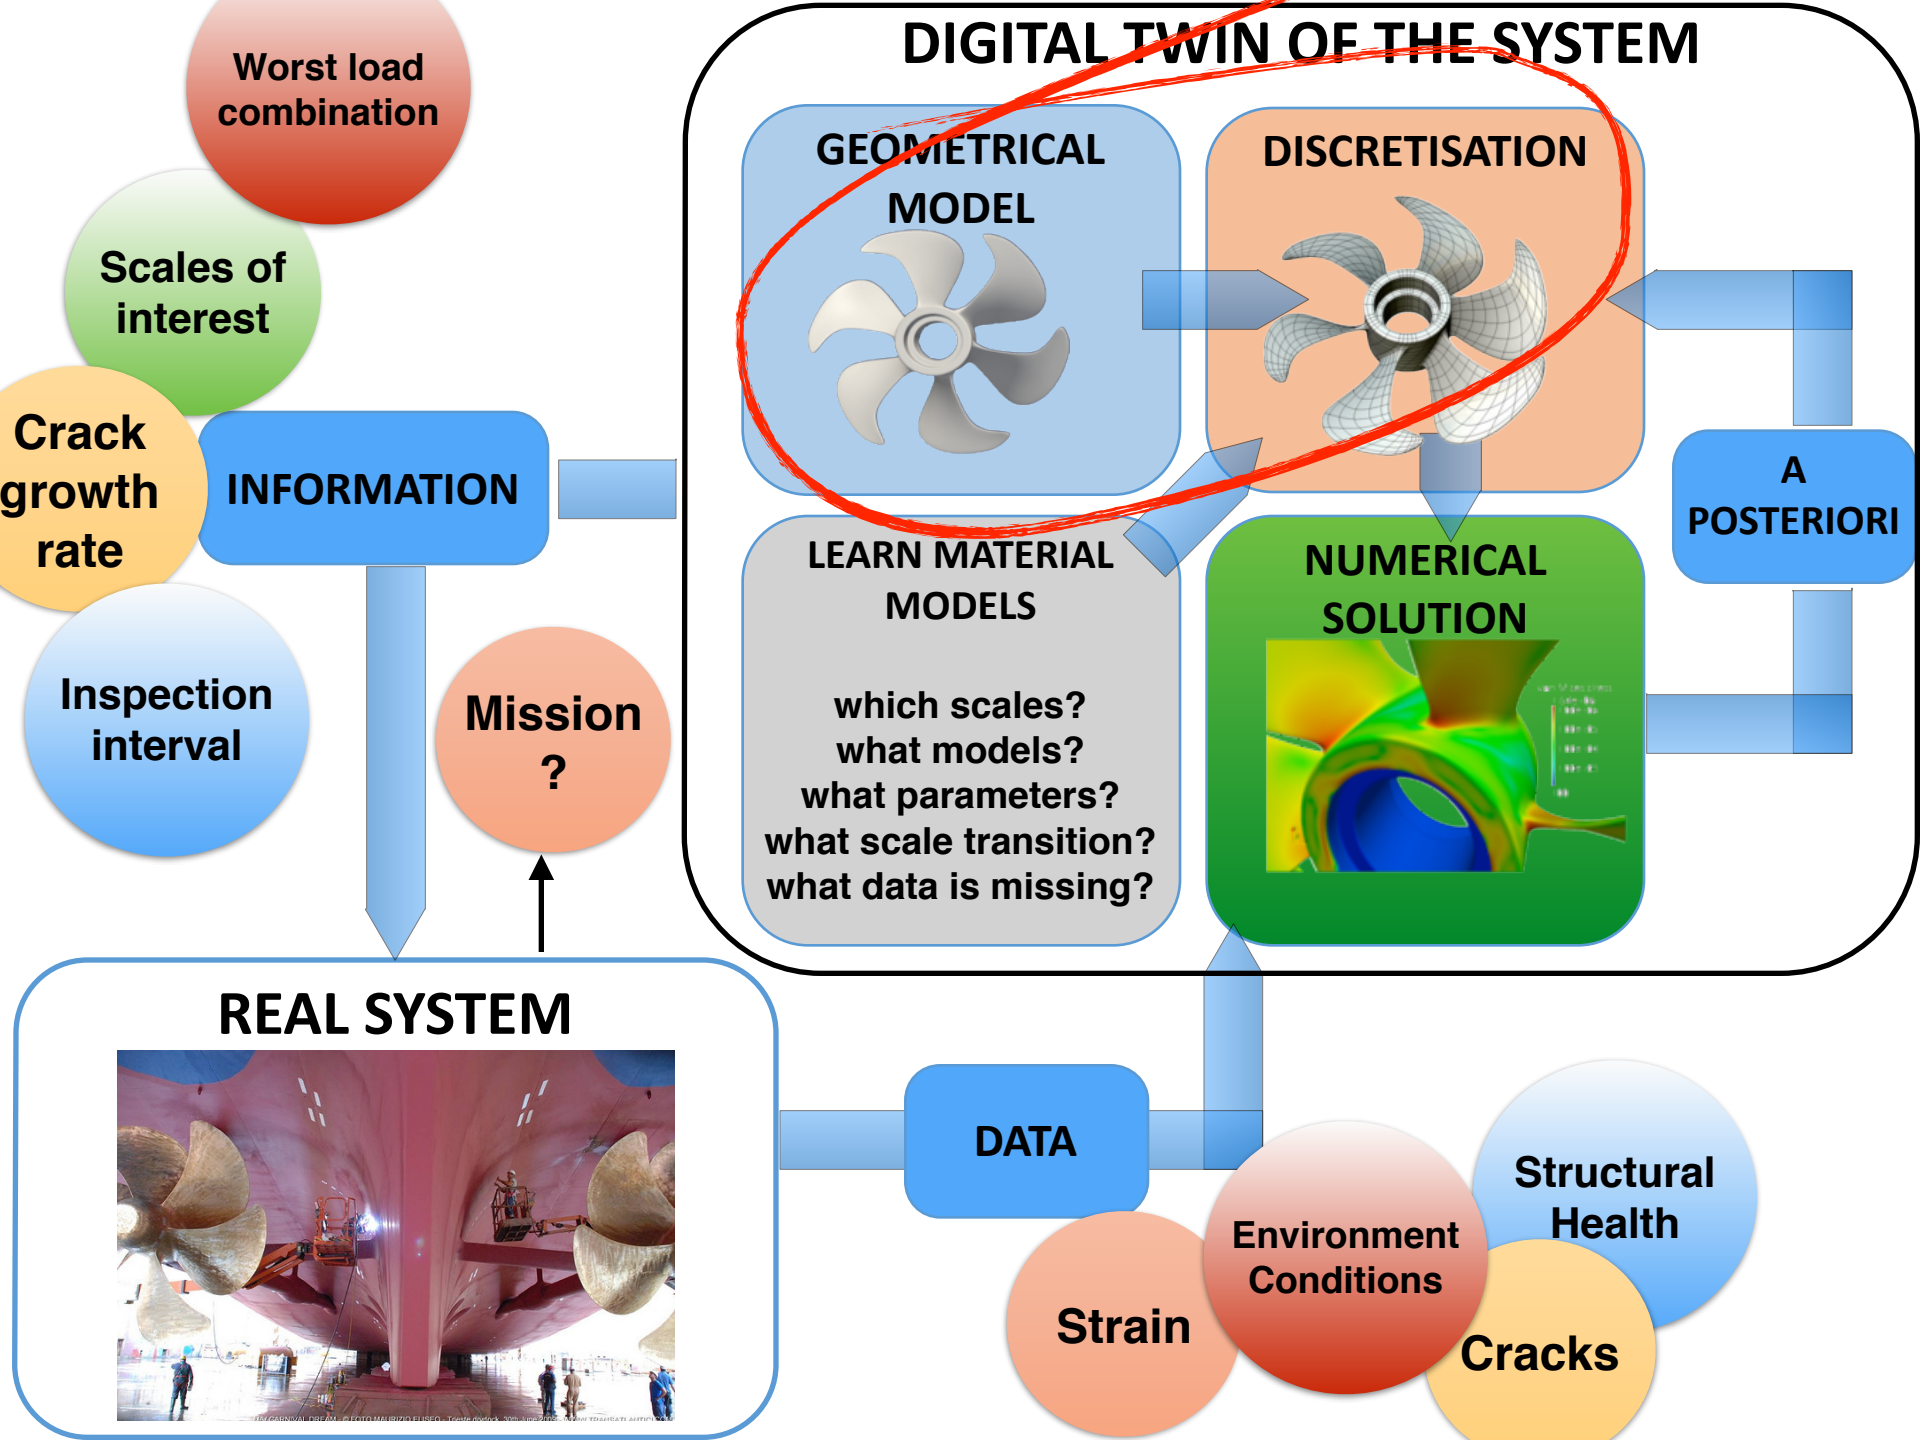 Worst load
combination
Scales of
interest
Crack
growth
rate
INFORMATION
Inspection
interval
Mission
?
DIGITAL TWIN OF THE SYSTEM
GEOMETRICAL
MODEL
DISCRETISATION
LEARN MATERIAL
MODELS
which scales?
what models?
what parameters?
what scale transition?
what data is missing?
NUMERICAL
SOLUTION
A
POSTERIORI
REAL SYSTEM
DATA
Strain
Environment
Conditions
Structural
Health
Cracks